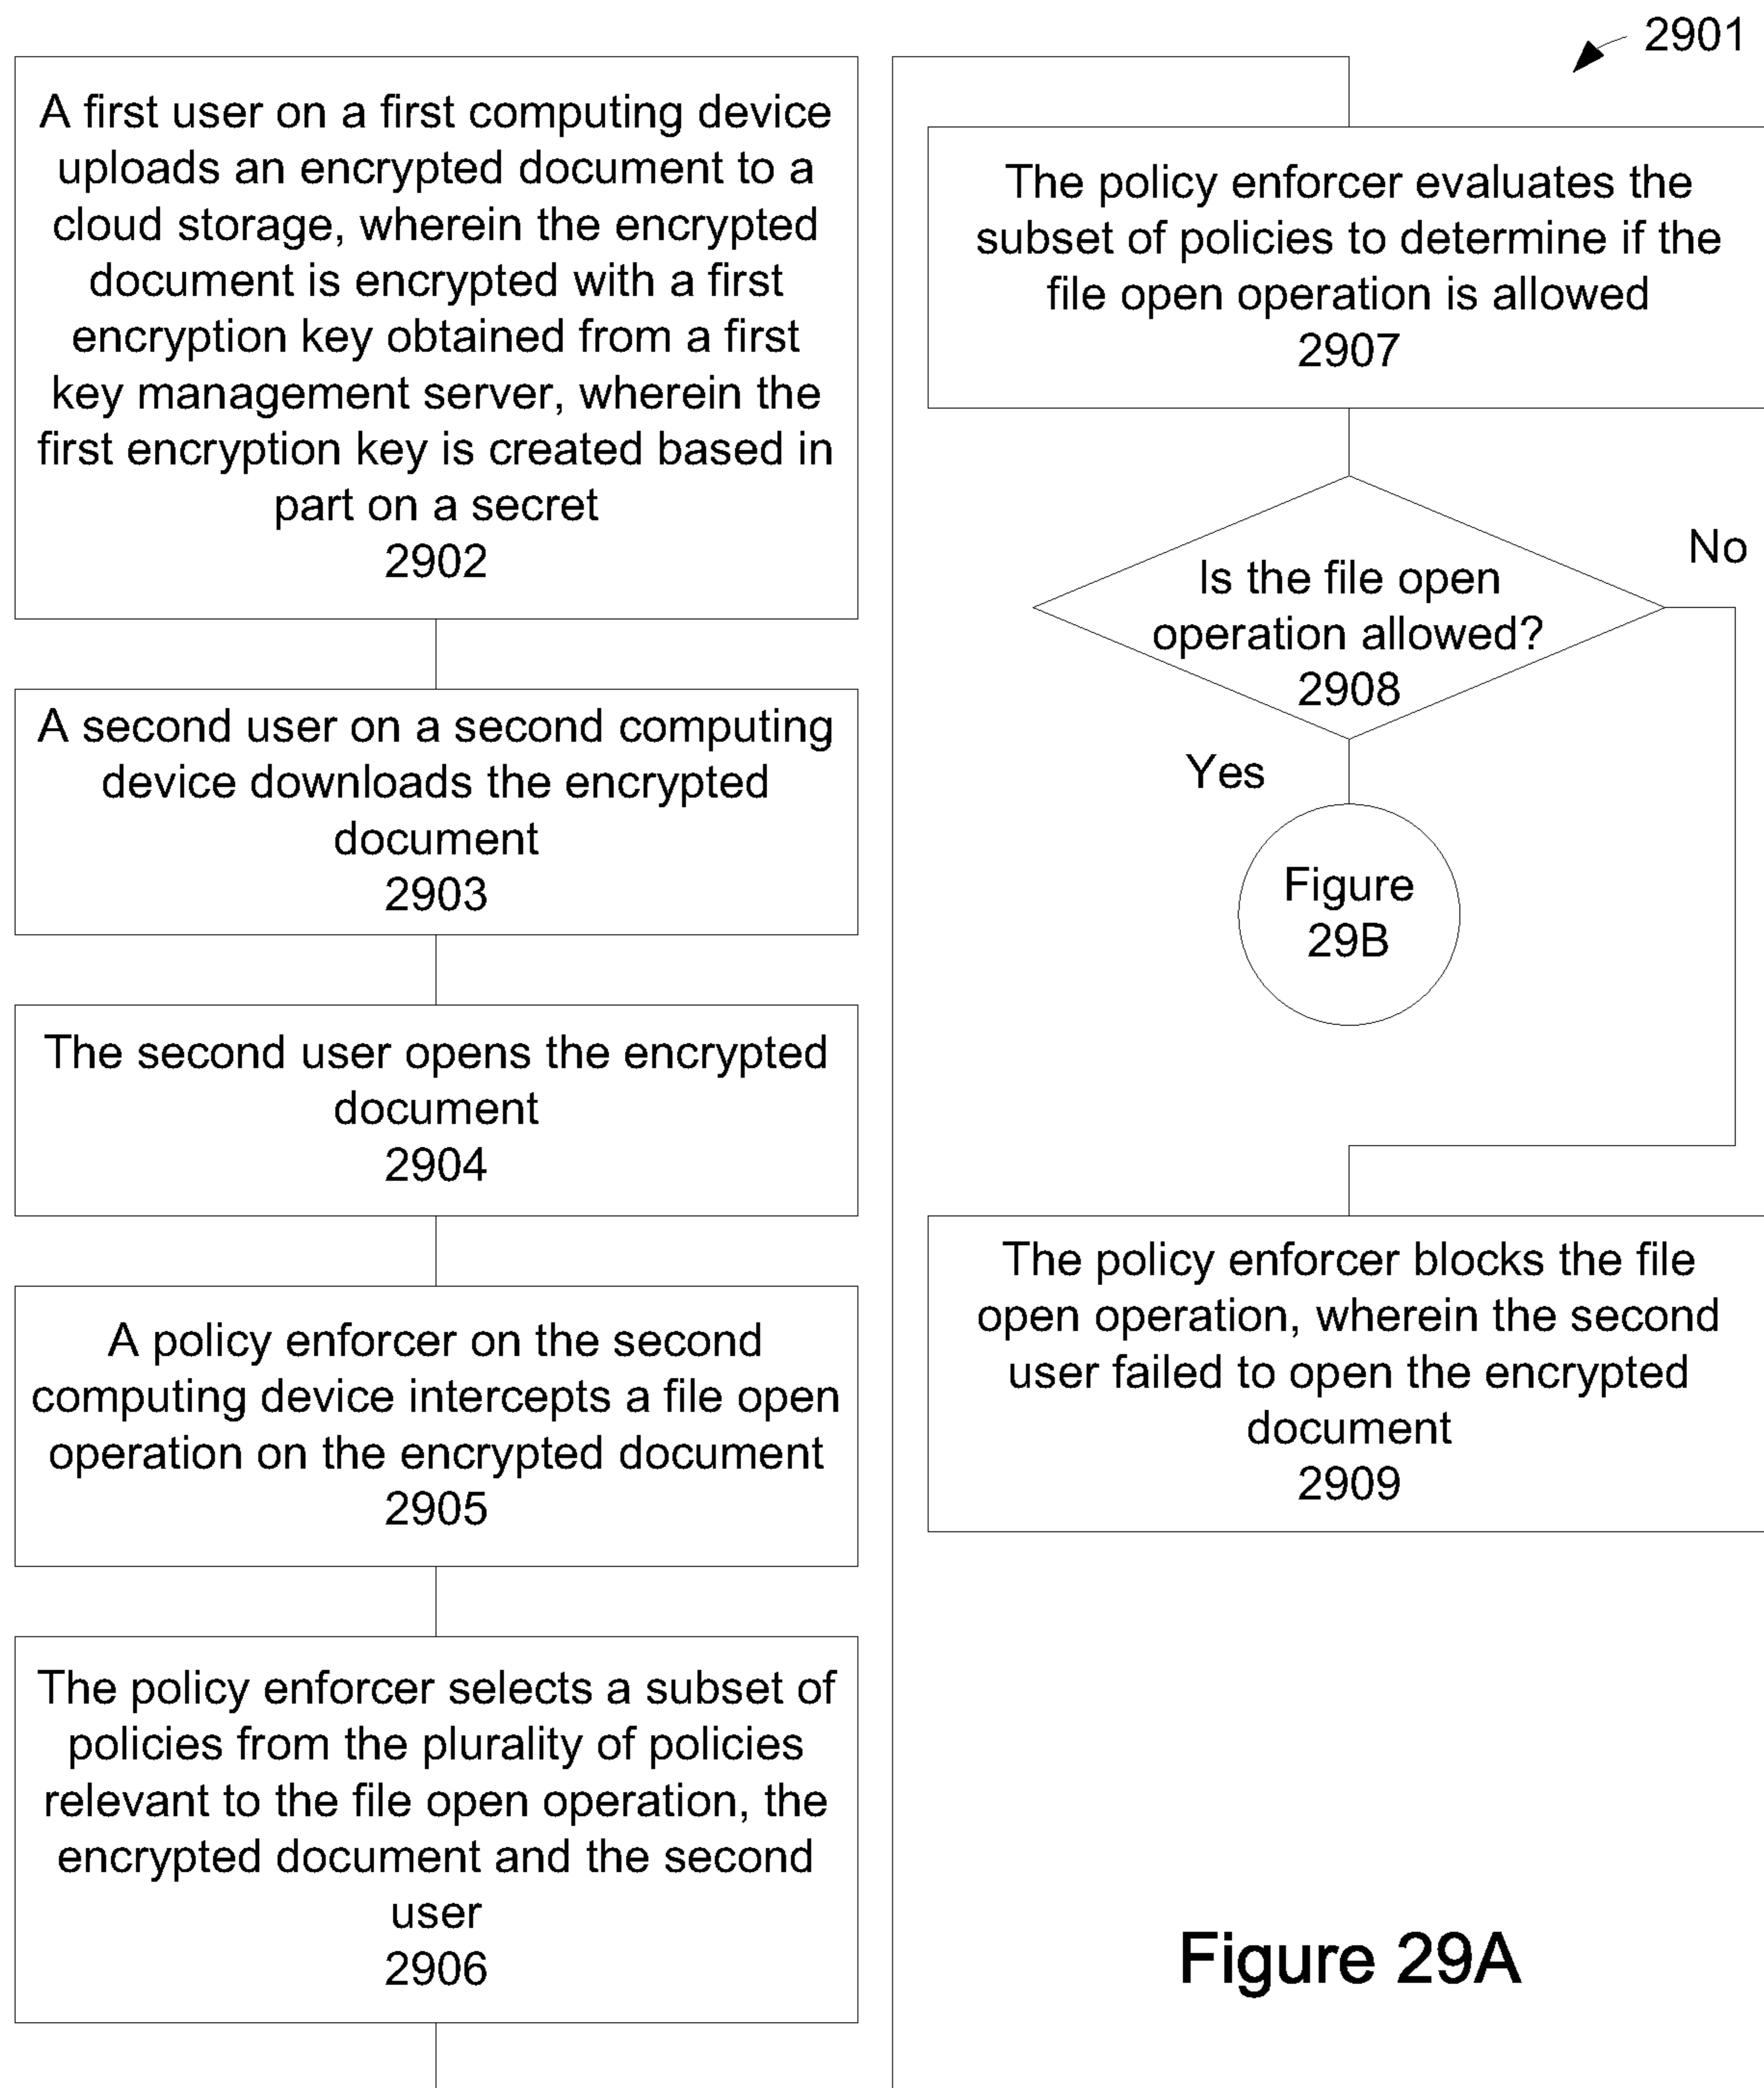 2901
A first user on a first computing device
uploads an encrypted document to a
cloud storage, wherein the encrypted
document is encrypted with a first
encryption key obtained from a first
key management server, wherein the
first encryption key is created based in
part on a secret
2902
A second user on a second computing
device downloads the encrypted
document
2903
The second user opens the encrypted
document
2904
A policy enforcer on the second
computing device intercepts a file open
operation on the encrypted document
2905
The policy enforcer selects a subset of
policies from the plurality of policies
relevant to the file open operation, the
encrypted document and the second
user
2906
The policy enforcer evaluates the
subset of policies to determine if the
file open operation is allowed
2907
Is the file open
operation allowed?
2908
No
Yes
Figure
29B
The policy enforcer blocks the file
open operation, wherein the second
user failed to open the encrypted
document
2909
Figure 29A